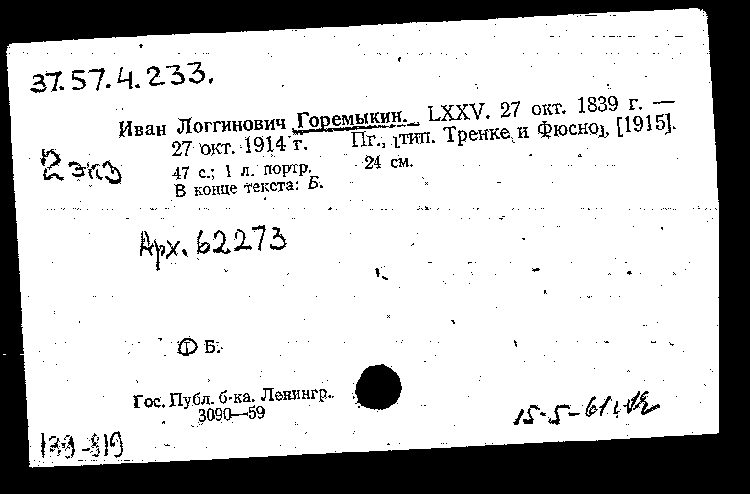 37.57.4.233.
Иван Логгинович Горемыкин. LXXV. 27 окт. 1839 г. —
27 окт. 1914 г. Пг., [тип. Тренке и Фюсно], [1915].
2 экз
47 с.; 1 л. портр. 24 см.
В конце текста: Б.
Арх. 62273
① Б.
Гос. Публ. б-ка. Ленингр.
3090—59
15-5-61
139-819